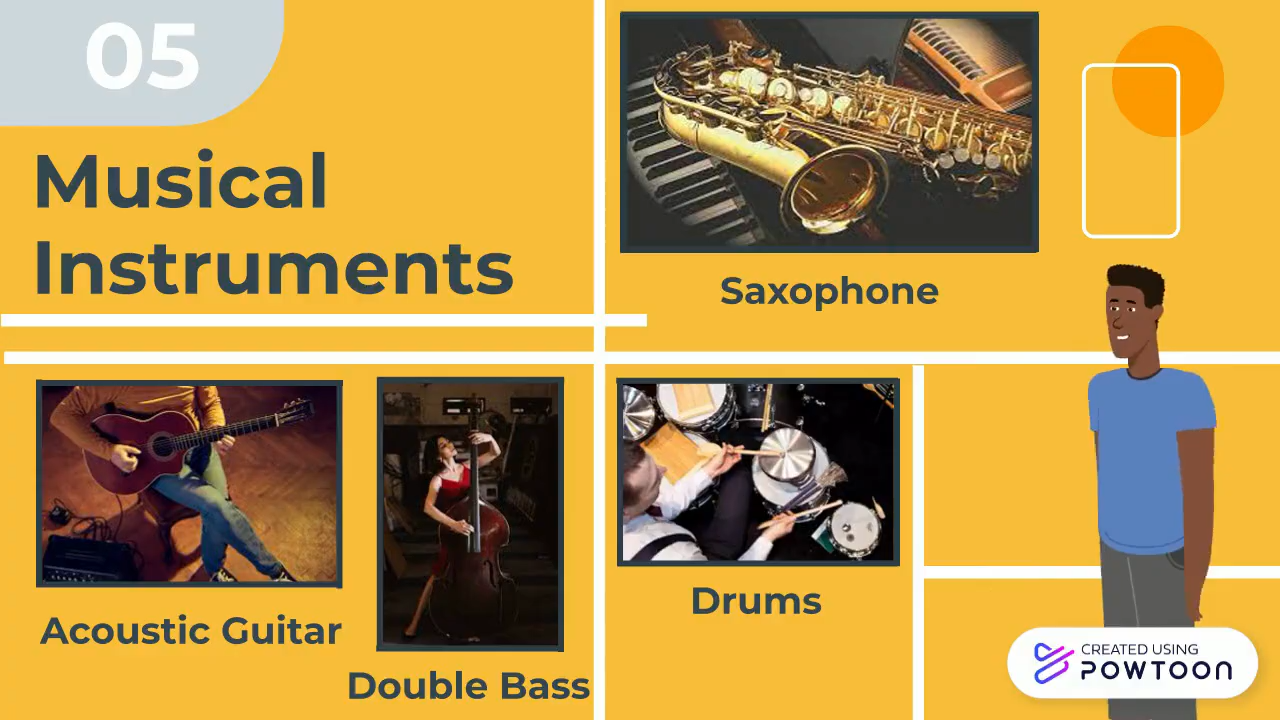 05
Musical
Instruments
Saxophone
Acoustic Guitar
Double Bass
Drums
CREATED USING
POWTOON